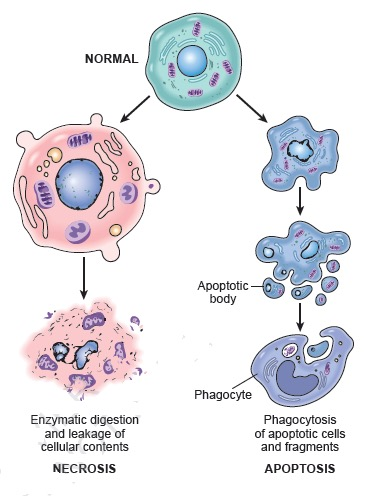 NORMAL
Apoptotic
body
Phagocyte
Enzymatic digestion
and leakage of
cellular contents
NECROSIS
Phagocytosis
of apoptotic cells
and fragments
APOPTOSIS